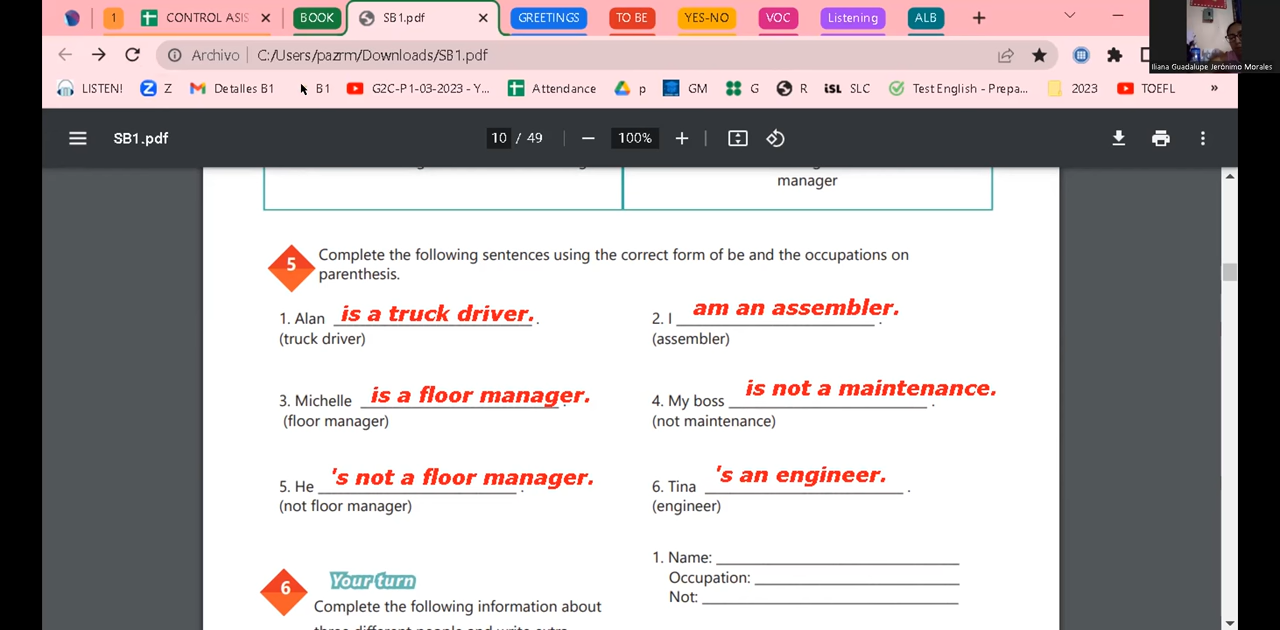 CONTROL ASIS
BOOK
SB1.pdf
GREETINGS
TO BE
YES-NO
VOC
Listening
ALB
1
Iliana Guadalupe Jerónimo Morales
Archivo
C:/Users/pazrm/Downloads/SB1.pdf
LISTEN!
Z
Detalles B1
B1
G2C-P1-03-2023 - Y...
Attendance
p
GM
G
R
iSL SLC
Test English - Prepa...
2023
TOEFL
»
SB1.pdf
10 / 49
100%
manager
5
Complete the following sentences using the correct form of be and the occupations on
parenthesis.
1. Alan is a truck driver. .
(truck driver)
2. I am an assembler. .
(assembler)
3. Michelle is a floor manager. .
(floor manager)
4. My boss is not a maintenance. .
(not maintenance)
5. He 's not a floor manager. .
(not floor manager)
6. Tina 's an engineer. .
(engineer)
6
Your turn
Complete the following information about
1. Name:
Occupation:
Not: